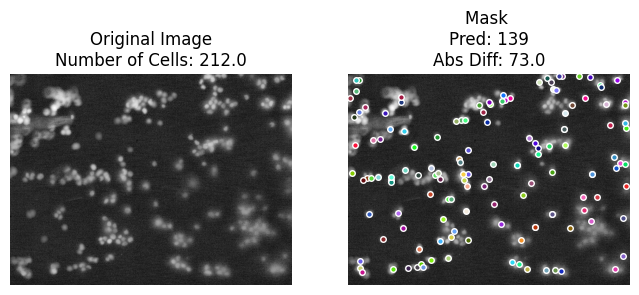 Original Image
Number of Cells: 212.0
Mask
Pred: 139
Abs Diff: 73.0